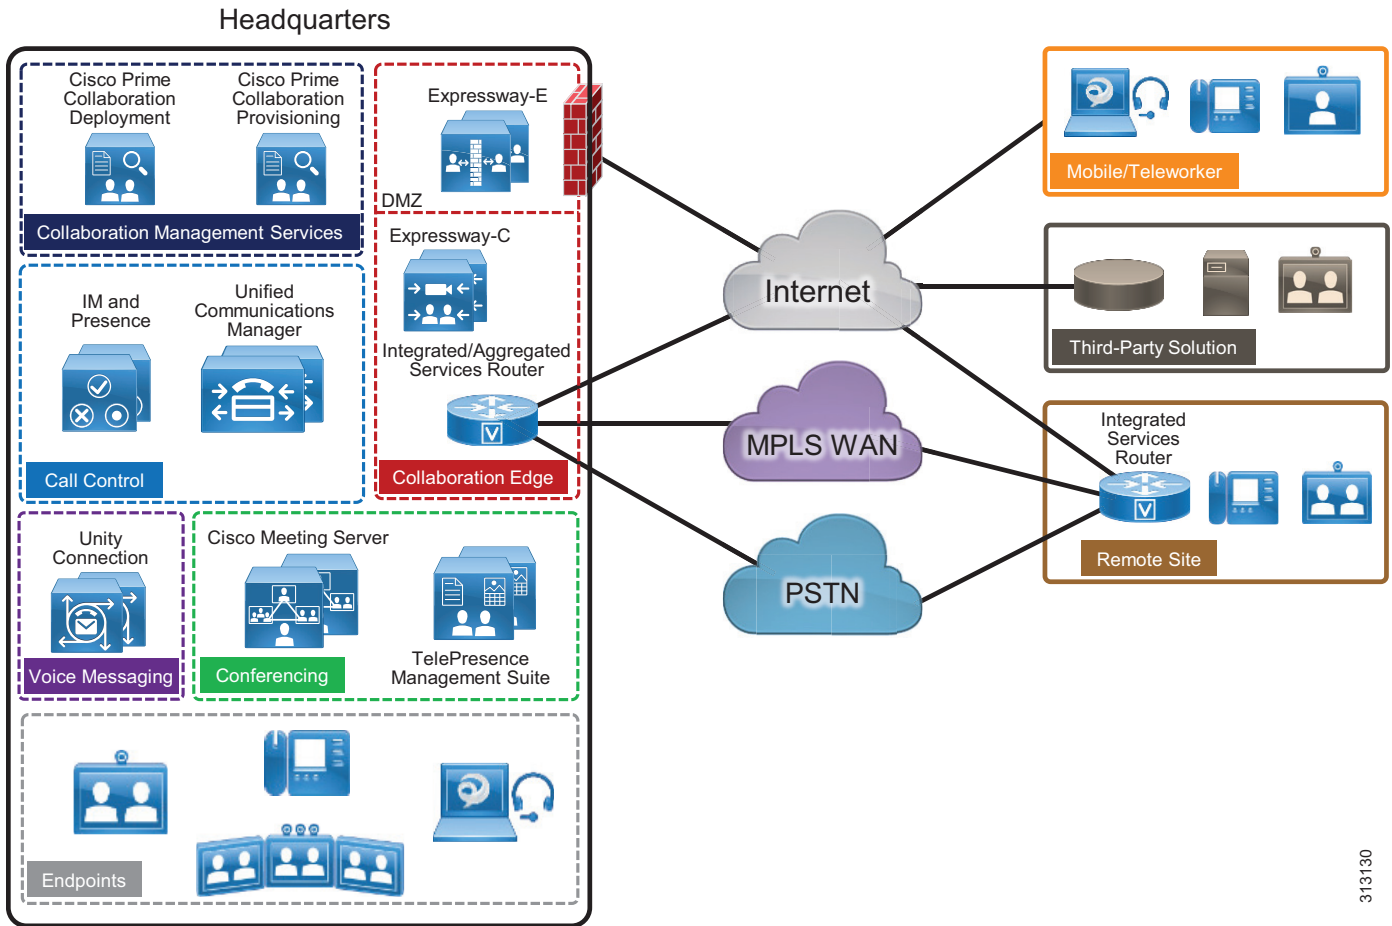 Headquarters
Cisco Prime
Collaboration
Deployment
Cisco Prime
Collaboration
Provisioning
Collaboration Management Services
Expressway-E
DMZ
Expressway-C
Integrated/Aggregated
Services Router
V
Collaboration Edge
IM and
Presence
Unified
Communications
Manager
Call Control
Unity
Connection
Voice Messaging
Cisco Meeting Server
Conferencing
TelePresence
Management Suite
Endpoints
Internet
MPLS WAN
PSTN
Mobile/Teleworker
Third-Party Solution
Integrated
Services
Router
V
Remote Site
313130